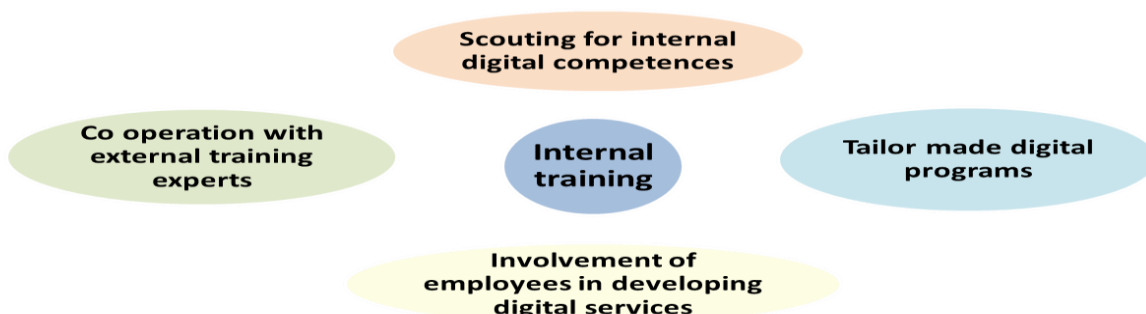 Scouting for internal
digital competences
Co operation with
external training
experts
Internal
training
Tailor made digital
programs
Involvement of
employees in developing
digital services